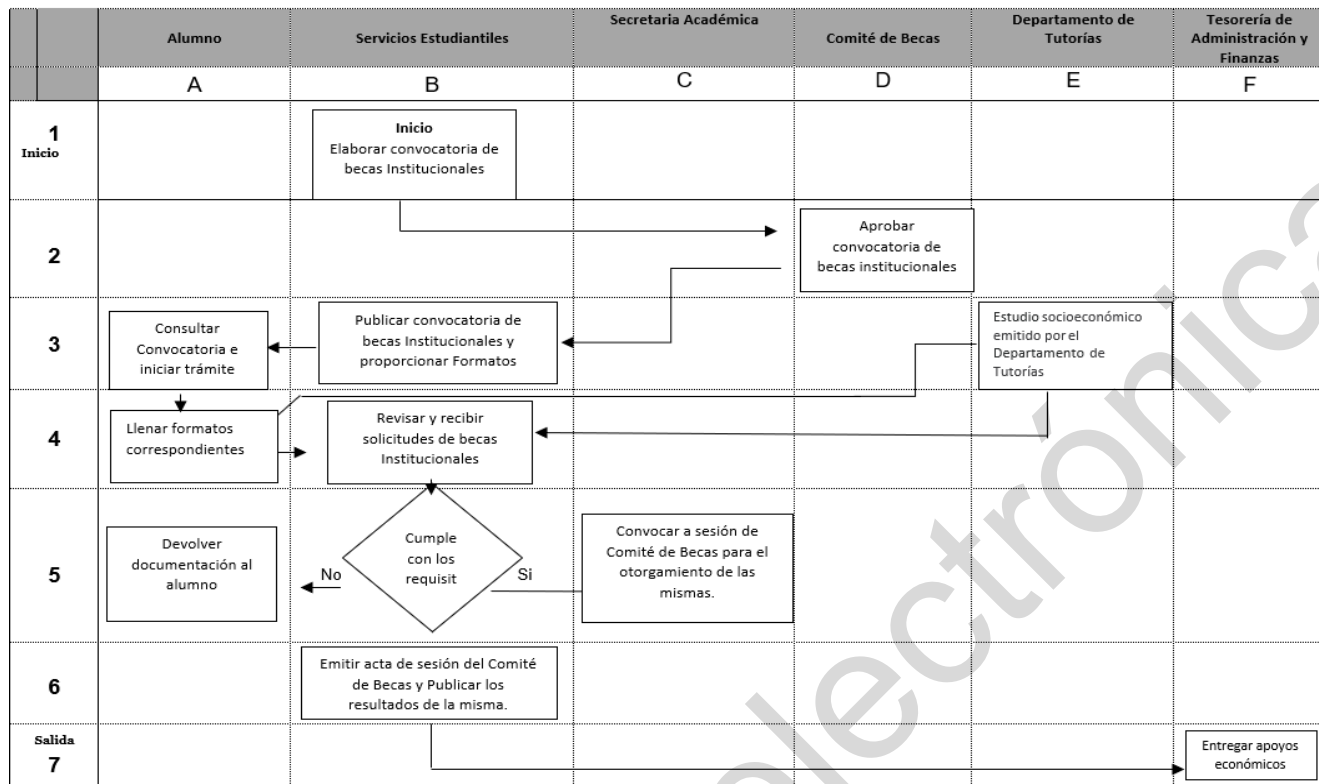 Alumno
Servicios Estudiantiles
Secretaria Académica
Comité de Becas
Departamento de
Tutorías
Tesorería de
Administración y
Finanzas
A
B
C
D
E
F
1
Inicio
Inicio
Elaborar convocatoria de
becas Institucionales
2
Aprobar
convocatoria de
becas institucionales
3
Consultar
Convocatoria e
iniciar trámite
Publicar convocatoria de
becas Institucionales y
proporcionar Formatos
Estudio socioeconómico
emitido por el
Departamento de
Tutorías
4
Llenar formatos
correspondientes
Revisar y recibir
solicitudes de becas
Institucionales
5
Devolver
documentación al
alumno
No
Cumple
con los
requisit
Si
Convocar a sesión de
Comité de Becas para el
otorgamiento de las
mismas.
6
Emitir acta de sesión del Comité
de Becas y Publicar los
resultados de la misma.
Salida
7
Entregar apoyos
económicos
electrónica